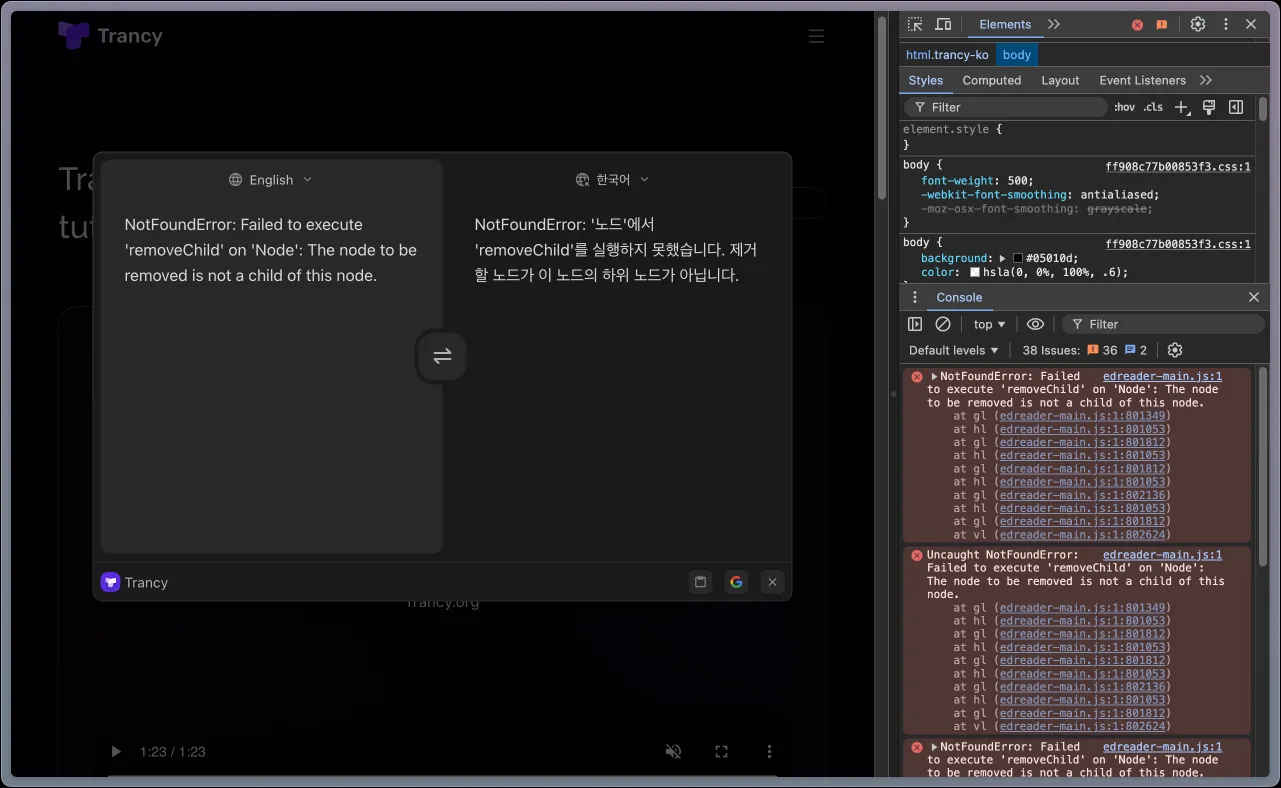 Trancy
Tra
tut
English
한국어
NotFoundError: Failed to execute
'removeChild' on 'Node': The node to be
removed is not a child of this node.
NotFoundError: '노드'에서
'removeChild'를 실행하지 못했습니다. 제거
할 노드가 이 노드의 하위 노드가 아닙니다.
Trancy
Trancy.org
1:23 / 1:23
Elements
html.trancy-ko body
Styles Computed Layout Event Listeners
Filter :hov .cls
element.style {
}
body { ff908c77b00853f3.css:1
font-weight: 500;
-webkit-font-smoothing: antialiased;
-moz-osx-font-smoothing: grayscale;
}
body { ff908c77b00853f3.css:1
background: #05010d;
color: hsla(0, 0%, 100%, .6);
Console
top Filter
Default levels 38 Issues: 36 2
NotFoundError: Failed edreader-main.js:1
to execute 'removeChild' on 'Node': The node
to be removed is not a child of this node.
at gl (edreader-main.js:1:801349)
at hl (edreader-main.js:1:801053)
at gl (edreader-main.js:1:801812)
at hl (edreader-main.js:1:801053)
at gl (edreader-main.js:1:801812)
at hl (edreader-main.js:1:801053)
at gl (edreader-main.js:1:802136)
at hl (edreader-main.js:1:801053)
at gl (edreader-main.js:1:801812)
at vl (edreader-main.js:1:802624)
Uncaught NotFoundError: edreader-main.js:1
Failed to execute 'removeChild' on 'Node':
The node to be removed is not a child of this
node.
at gl (edreader-main.js:1:801349)
at hl (edreader-main.js:1:801053)
at gl (edreader-main.js:1:801812)
at hl (edreader-main.js:1:801053)
at gl (edreader-main.js:1:801812)
at hl (edreader-main.js:1:801053)
at gl (edreader-main.js:1:802136)
at hl (edreader-main.js:1:801053)
at gl (edreader-main.js:1:801812)
at vl (edreader-main.js:1:802624)
NotFoundError: Failed edreader-main.js:1
to execute 'removeChild' on 'Node': The node
to be removed is not a child of this node.